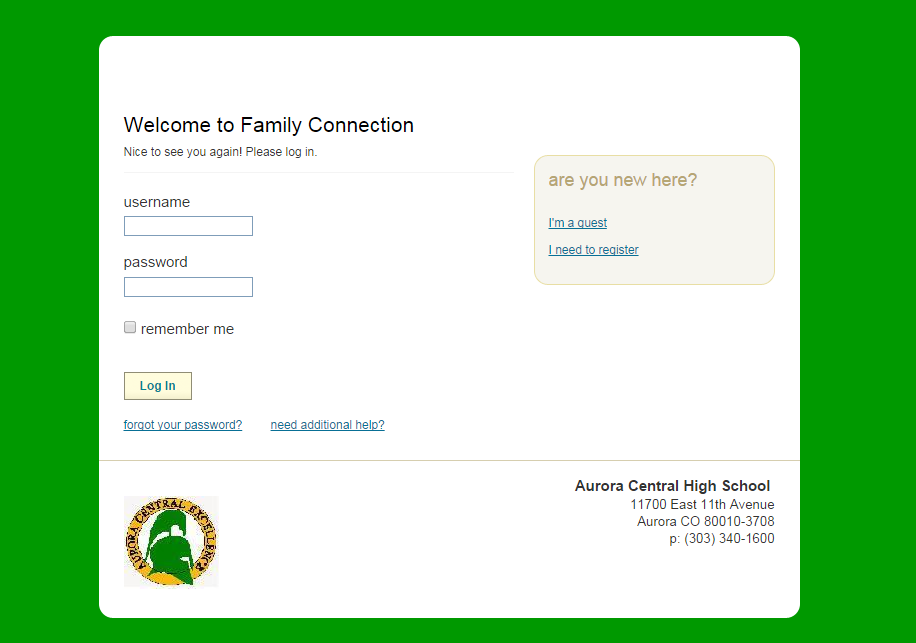 Welcome to Family Connection
Nice to see you again! Please log in.
username
password
remember me
Log In
forgot your password?
need additional help?
are you new here?
I'm a guest
I need to register
AURORA CENTRAL EXCELLENCE
Aurora Central High School
11700 East 11th Avenue
Aurora CO 80010-3708
p: (303) 340-1600